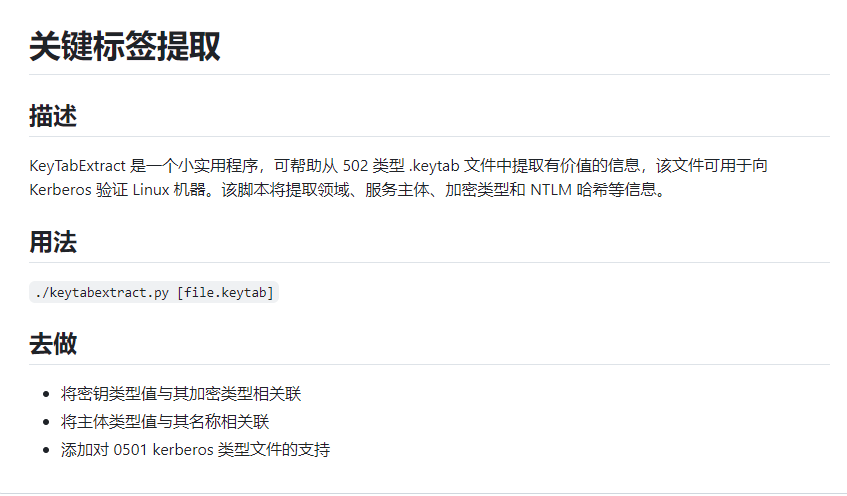 关键标签提取
描述
KeyTabExtract 是一个小实用程序，可帮助从 502 类型 .keytab 文件中提取有价值的信息，该文件可用于向
Kerberos 验证 Linux 机器。该脚本将提取领域、服务主体、加密类型和 NTLM 哈希等信息。
用法
./keytabextract.py [file.keytab]
去做
将密钥类型值与其加密类型相关联
将主体类型值与其名称相关联
添加对 0501 kerberos 类型文件的支持